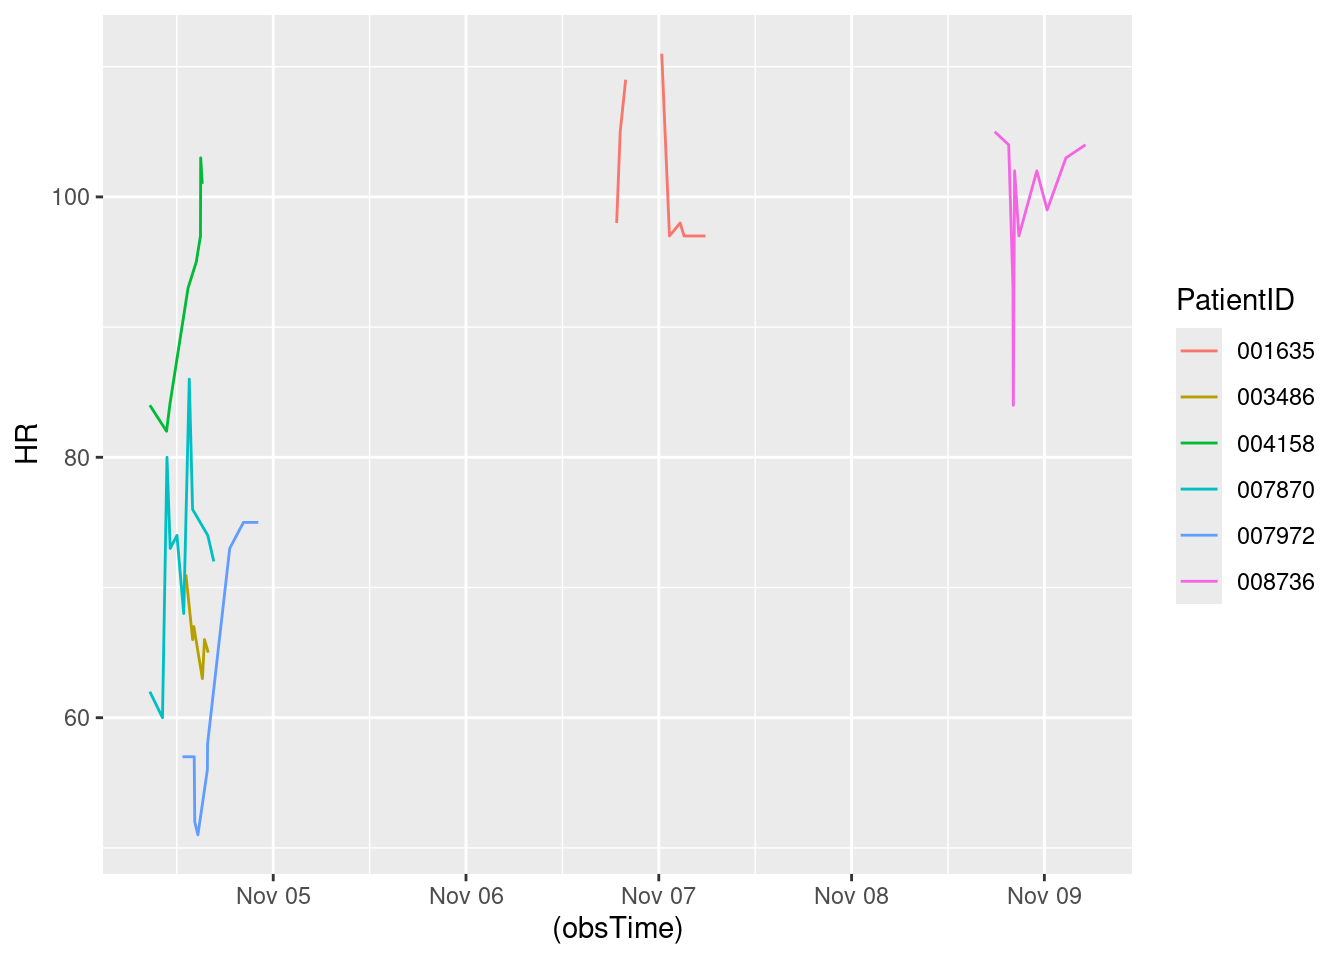 100
80
60
HR
Nov 05
Nov 06
Nov 07
Nov 08
Nov 09
(obsTime)
PatientID
001635
003486
004158
007870
007972
008736